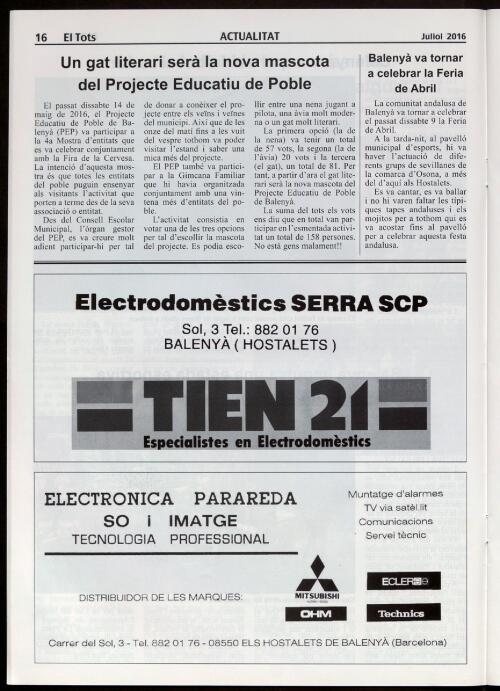 16 El Tots
ACTUALITAT
Juliol 2016
Un gat literari serà la nova mascota
del Projecte Educatiu de Poble
El passat dissabte 14 de
maig de 2016, el Projecte
Educatiu de Poble de Ba-
lenyà (PEP) va participar a
la 4a Mostra d'entitats que
es va celebrar conjuntament
amb la Fira de la Cervesa.
La intenció d'aquesta mos-
tra és que totes les entitats
del poble puguin ensenyar
als visitants l'activitat que
porten a terme des de la seva
associació o entitat.
Des del Consell Escolar
Municipal, l'òrgan gestor
del PEP, es va creure molt
adient participar-hi per tal
de donar a conèixer el pro-
jecte entre els veïns i veïnes
del municipi. Així que de les
onze del matí fins a les vuit
del vespre tothom va poder
visitar l'estand i saber una
mica més del projecte.
El PEP també va partici-
par a la Gimcana Familiar
que hi havia organitzada
conjuntament amb una vin-
tena més d'entitats del po-
ble.
L'activitat consistia en
votar una de les tres opcions
per tal d'escollir la mascota
del projecte. Es podia esco-
llir entre una nena jugant a
pilota, una àvia molt moder-
na o un gat molt literari.
La primera opció (la de
la nena) va tenir un total
de 57 vots, la segona (la de
l'àvia) 20 vots i la tercera
(el gat), un total de 81. Per
tant, a partir d'ara el gat lite-
rari serà la nova mascota del
Projecte Educatiu de Poble
de Balenyà.
La suma del tots els vots
ens diu que en total van par-
ticipar en l'esmentada activi-
tat un total de 158 persones.
No està gens malament!!
Balenyà va tornar
a celebrar la Feria
de Abril
La comunitat andalusa de
Balenyà va tornar a celebrar
el passat dissabte 9 la Feria
de Abril.
A la tarda-nit, al pavelló
municipal d'esports, hi va
haver l'actuació de dife-
rents grups de sevillanes de
la comarca d'Osona, a més
del d'aquí als Hostalets.
Es va cantar, es va ballar
i no hi varen faltar les típi-
ques tapes andaluses i els
mojitos per a tothom qui es
va acostar fins al pavelló
per a celebrar aquesta festa
andalusa.
Electrodomèstics SERRA SCP
Sol, 3 Tel.: 882 01 76
BALENYÀ ( HOSTALETS )
TIEN 21
Especialistes en Electrodomèstics
ELECTRONICA PARAREDA
SO i IMATGE
TECNOLOGIA PROFESSIONAL
Muntatge d'alarmes
TV via satèl.lit
Comunicacions
Servei tècnic
DISTRIBUIDOR DE LES MARQUES:
MITSUBISHI
OHM
ECLER
Technics
Carrer del Sol, 3 - Tel. 882 01 76 - 08550 ELS HOSTALETS DE BALENYÀ (Barcelona)